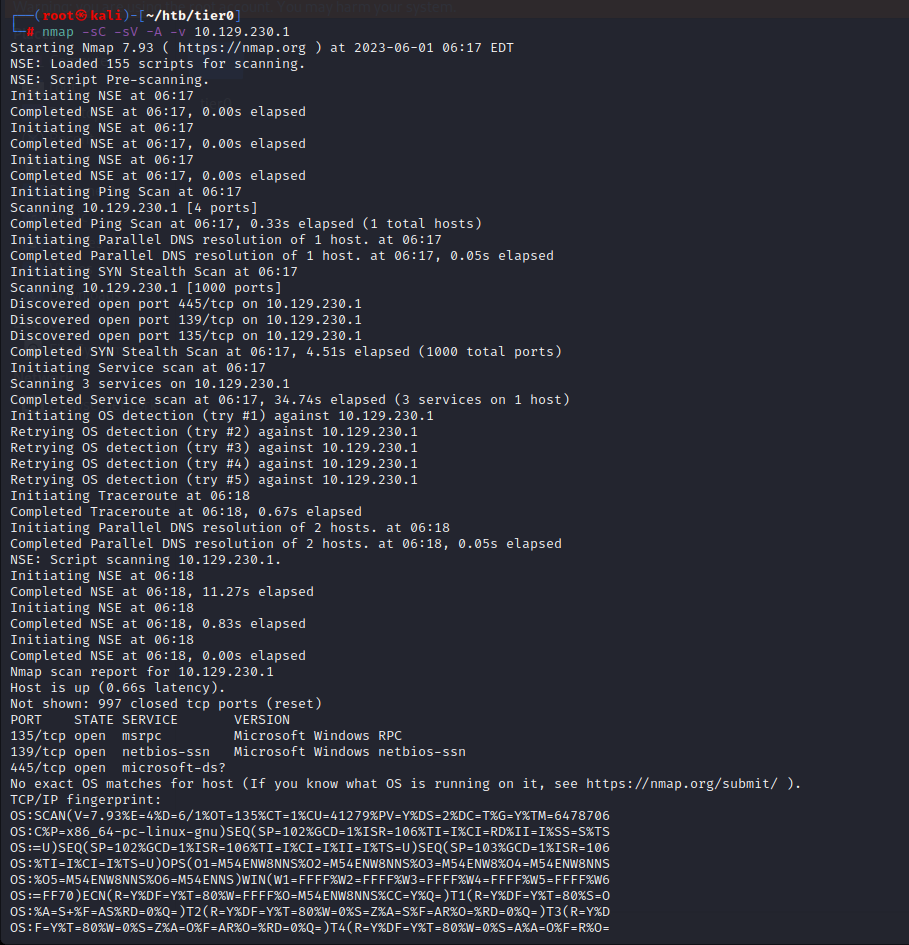 ┌──(root㉿kali)-[~/htb/tier0]
└─# nmap -sC -sV -A -v 10.129.230.1
Starting Nmap 7.93 ( https://nmap.org ) at 2023-06-01 06:17 EDT
NSE: Loaded 155 scripts for scanning.
NSE: Script Pre-scanning.
Initiating NSE at 06:17
Completed NSE at 06:17, 0.00s elapsed
Initiating NSE at 06:17
Completed NSE at 06:17, 0.00s elapsed
Initiating NSE at 06:17
Completed NSE at 06:17, 0.00s elapsed
Initiating Ping Scan at 06:17
Scanning 10.129.230.1 [4 ports]
Completed Ping Scan at 06:17, 0.33s elapsed (1 total hosts)
Initiating Parallel DNS resolution of 1 host. at 06:17
Completed Parallel DNS resolution of 1 host. at 06:17, 0.05s elapsed
Initiating SYN Stealth Scan at 06:17
Scanning 10.129.230.1 [1000 ports]
Discovered open port 445/tcp on 10.129.230.1
Discovered open port 139/tcp on 10.129.230.1
Discovered open port 135/tcp on 10.129.230.1
Completed SYN Stealth Scan at 06:17, 4.51s elapsed (1000 total ports)
Initiating Service scan at 06:17
Scanning 3 services on 10.129.230.1
Completed Service scan at 06:17, 34.74s elapsed (3 services on 1 host)
Initiating OS detection (try #1) against 10.129.230.1
Retrying OS detection (try #2) against 10.129.230.1
Retrying OS detection (try #3) against 10.129.230.1
Retrying OS detection (try #4) against 10.129.230.1
Retrying OS detection (try #5) against 10.129.230.1
Initiating Traceroute at 06:18
Completed Traceroute at 06:18, 0.67s elapsed
Initiating Parallel DNS resolution of 2 hosts. at 06:18
Completed Parallel DNS resolution of 2 hosts. at 06:18, 0.05s elapsed
NSE: Script scanning 10.129.230.1.
Initiating NSE at 06:18
Completed NSE at 06:18, 11.27s elapsed
Initiating NSE at 06:18
Completed NSE at 06:18, 0.83s elapsed
Initiating NSE at 06:18
Completed NSE at 06:18, 0.00s elapsed
Nmap scan report for 10.129.230.1
Host is up (0.66s latency).
Not shown: 997 closed tcp ports (reset)
PORT    STATE SERVICE       VERSION
135/tcp open  msrpc         Microsoft Windows RPC
139/tcp open  netbios-ssn   Microsoft Windows netbios-ssn
445/tcp open  microsoft-ds?
No exact OS matches for host (If you know what OS is running on it, see https://nmap.org/submit/ ).
TCP/IP fingerprint:
OS:SCAN(V=7.93%E=4%D=6/1%OT=135%CT=1%CU=41279%PV=Y%DS=2%DC=T%G=Y%TM=6478706
OS:C%P=x86_64-pc-linux-gnu)SEQ(SP=102%GCD=1%ISR=106%TI=I%CI=RD%II=I%SS=S%TS
OS:=U)SEQ(SP=102%GCD=1%ISR=106%TI=I%CI=I%II=I%TS=U)SEQ(SP=103%GCD=1%ISR=106
OS:%TI=I%CI=I%TS=U)OPS(O1=M54ENW8NNS%O2=M54ENW8NNS%O3=M54ENW8%O4=M54ENW8NNS
OS:%O5=M54ENW8NNS%O6=M54ENNS)WIN(W1=FFFF%W2=FFFF%W3=FFFF%W4=FFFF%W5=FFFF%W6
OS:=FF70)ECN(R=Y%DF=Y%T=80%W=FFFF%O=M54ENW8NNS%CC=Y%Q=)T1(R=Y%DF=Y%T=80%S=O
OS:%A=S+%F=AS%RD=0%Q=)T2(R=Y%DF=Y%T=80%W=0%S=Z%A=S%F=AR%O=%RD=0%Q=)T3(R=Y%D
OS:F=Y%T=80%W=0%S=Z%A=O%F=AR%O=%RD=0%Q=)T4(R=Y%DF=Y%T=80%W=0%S=A%A=O%F=R%O=